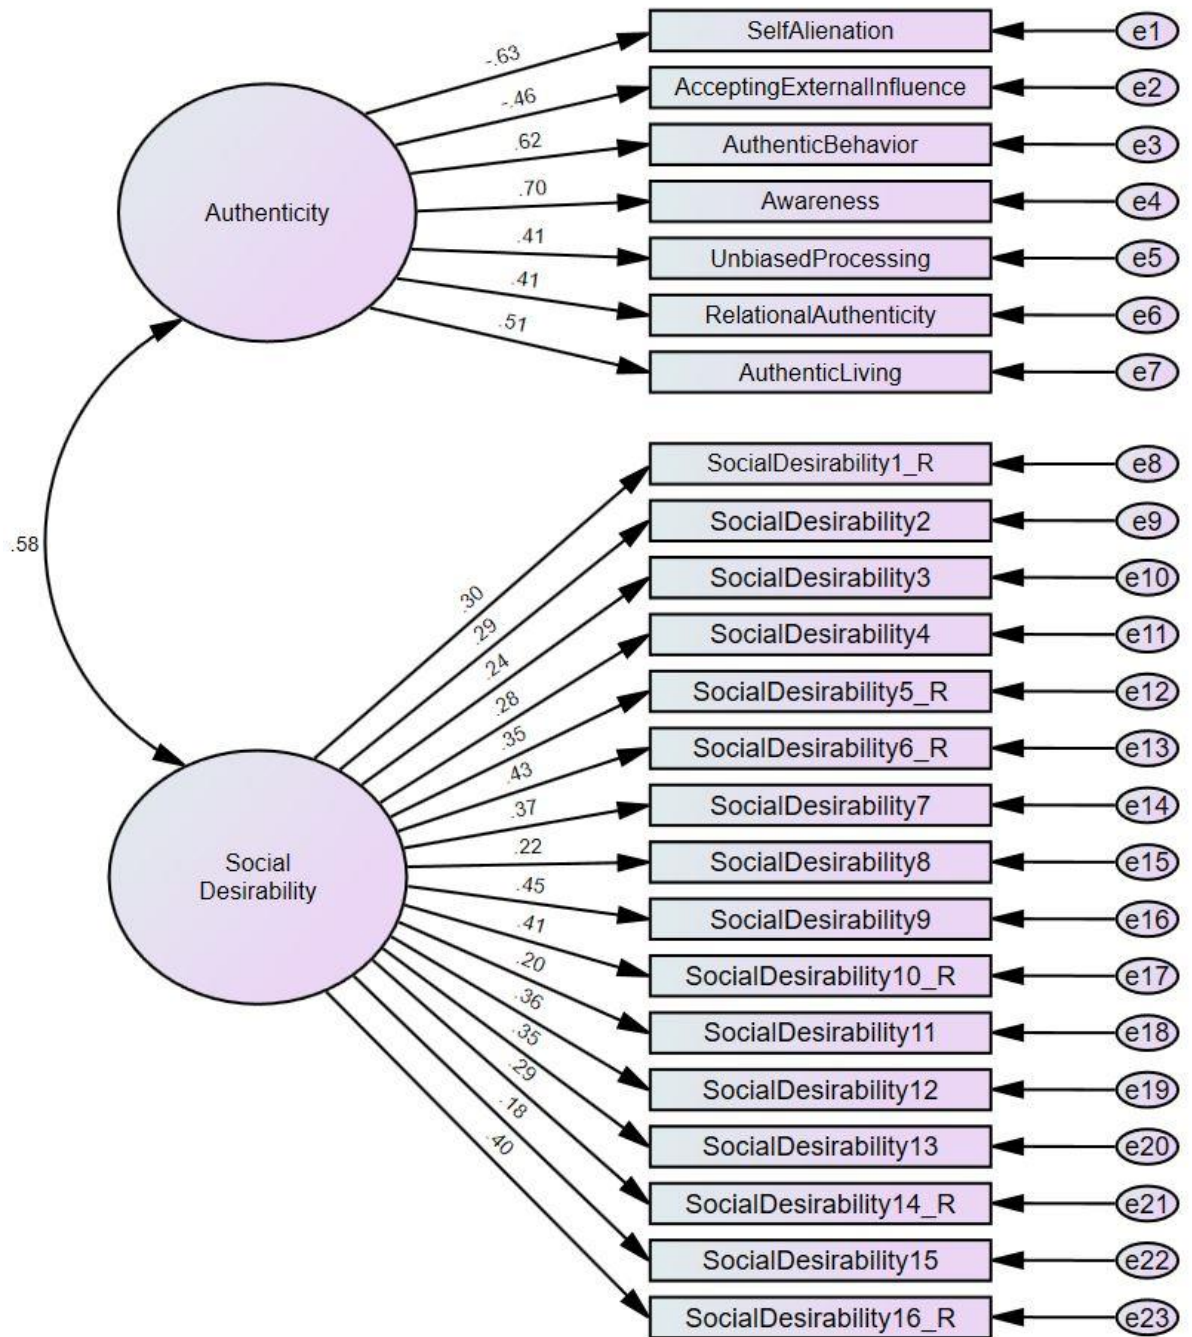 SelfAlienation
e1
-.63
AcceptingExternalInfluence
e2
-.46
AuthenticBehavior
e3
.62
Awareness
e4
.70
Authenticity
UnbiasedProcessing
e5
.41
RelationalAuthenticity
e6
.41
AuthenticLiving
e7
.51
.58
SocialDesirability1_R
e8
.30
SocialDesirability2
e9
.29
SocialDesirability3
e10
.24
SocialDesirability4
e11
.28
SocialDesirability5_R
e12
.35
SocialDesirability6_R
e13
.43
SocialDesirability7
e14
.37
SocialDesirability8
e15
.22
Social
Desirability
SocialDesirability9
e16
.45
SocialDesirability10_R
e17
.41
SocialDesirability11
e18
.20
SocialDesirability12
e19
.36
SocialDesirability13
e20
.35
SocialDesirability14_R
e21
.29
SocialDesirability15
e22
.18
SocialDesirability16_R
e23
.40